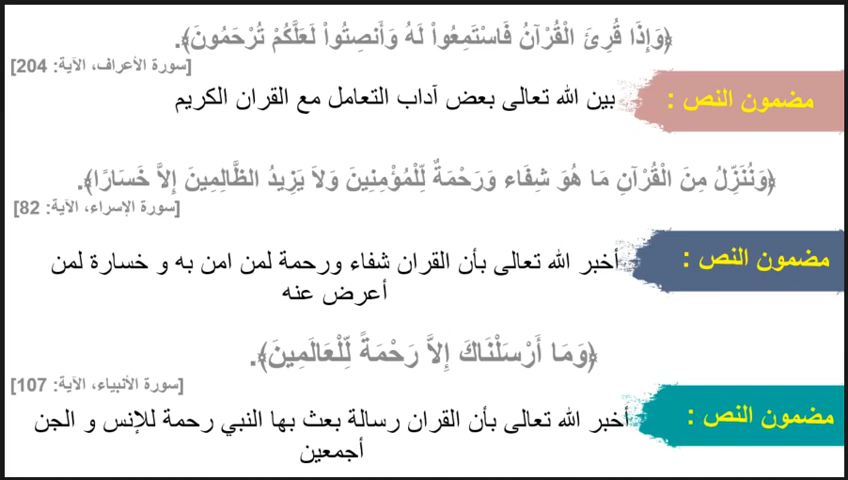 ﴿وَإِذَا قُرِئَ الْقُرْآنُ فَاسْتَمِعُواْ لَهُ وَأَنصِتُواْ لَعَلَّكُمْ تُرْحَمُونَ﴾.
[سورة الأعراف، الآية: 204]
مضمون النص :
بين الله تعالى بعض آداب التعامل مع القران الكريم
﴿وَنُنَزِّلُ مِنَ الْقُرْآنِ مَا هُوَ شِفَاء وَرَحْمَةٌ لِّلْمُؤْمِنِينَ وَلاَ يَزِيدُ الظَّالِمِينَ إِلاَّ خَسَارًا﴾.
[سورة الإسراء، الآية: 82]
مضمون النص :
أخبر الله تعالى بأن القران شفاء ورحمة لمن امن به و خسارة لمن
أعرض عنه
﴿وَمَا أَرْسَلْنَاكَ إِلاَّ رَحْمَةً لِّلْعَالَمِينَ﴾.
[سورة الأنبياء، الآية: 107]
مضمون النص :
أخبر الله تعالى بأن القران رسالة بعث بها النبي رحمة للإنس و الجن
أجمعين